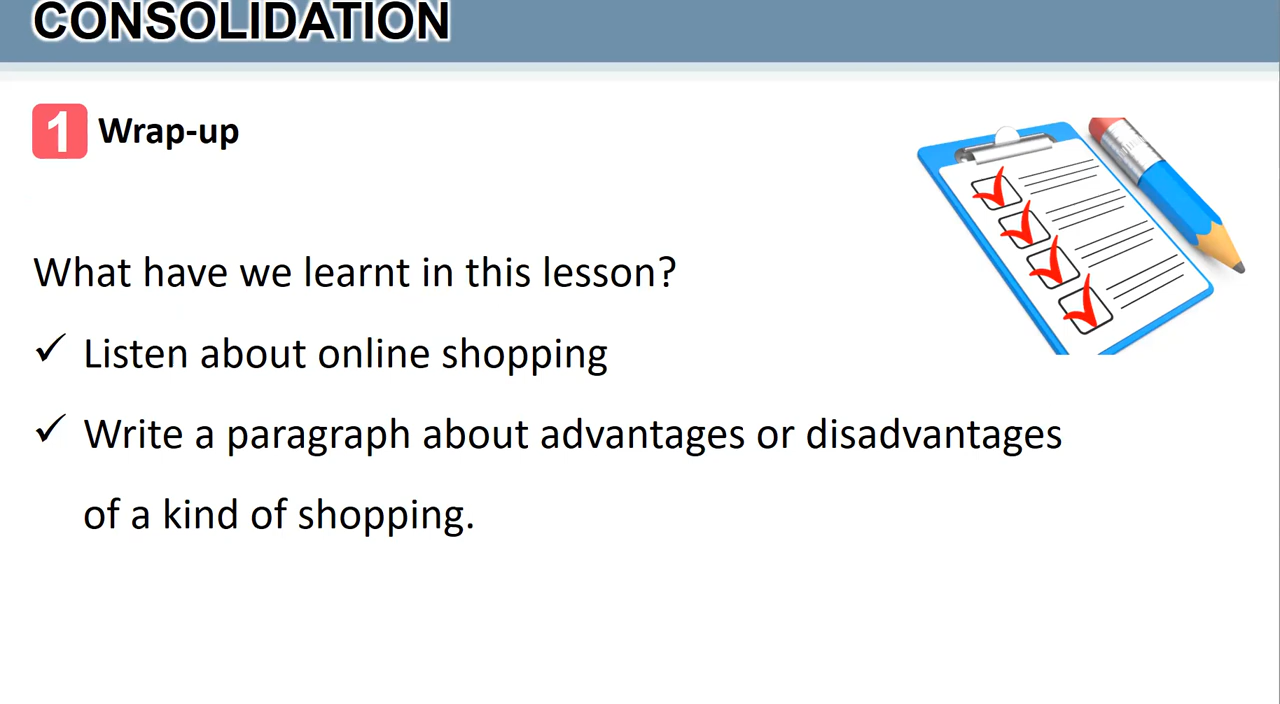 CONSOLIDATION
1 Wrap-up
What have we learnt in this lesson?
✓ Listen about online shopping
✓ Write a paragraph about advantages or disadvantages
of a kind of shopping.